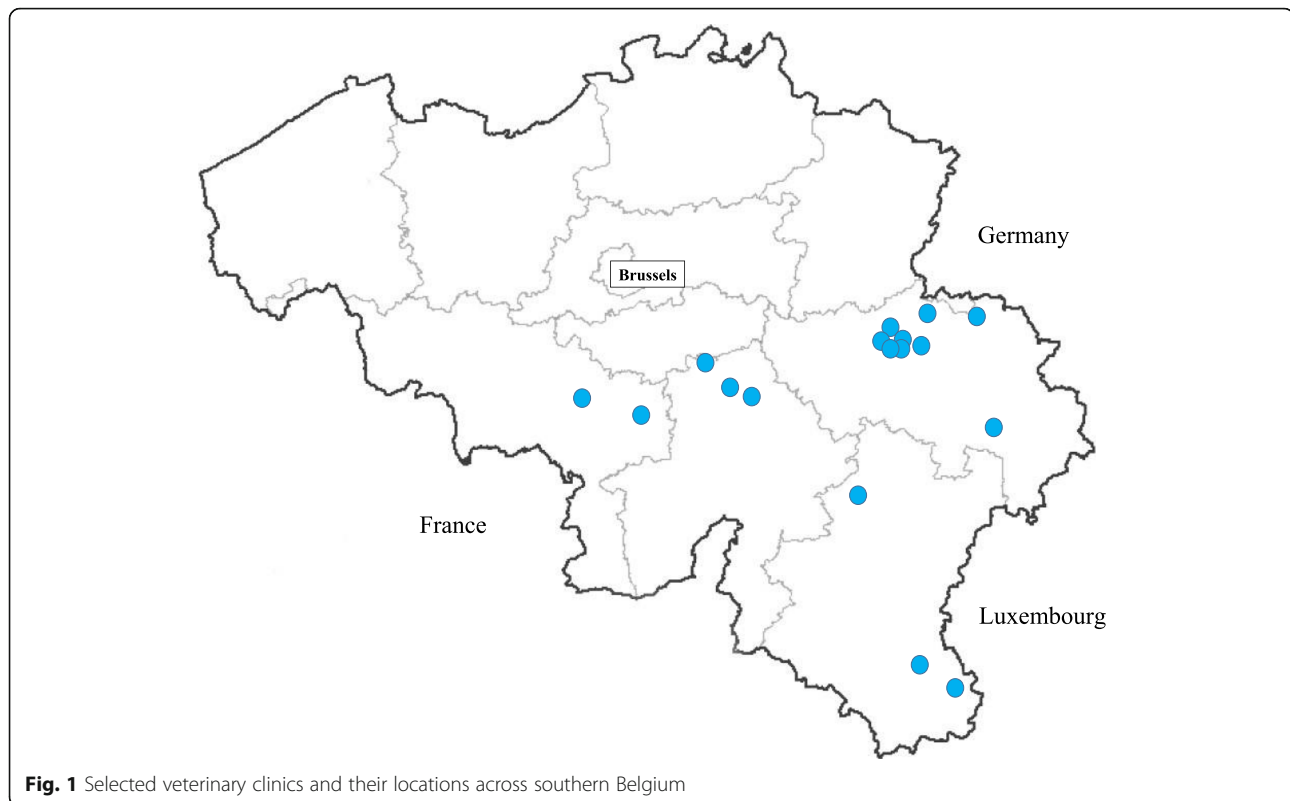 Germany
Brussels
France
Luxembourg
Fig. 1 Selected veterinary clinics and their locations across southern Belgium